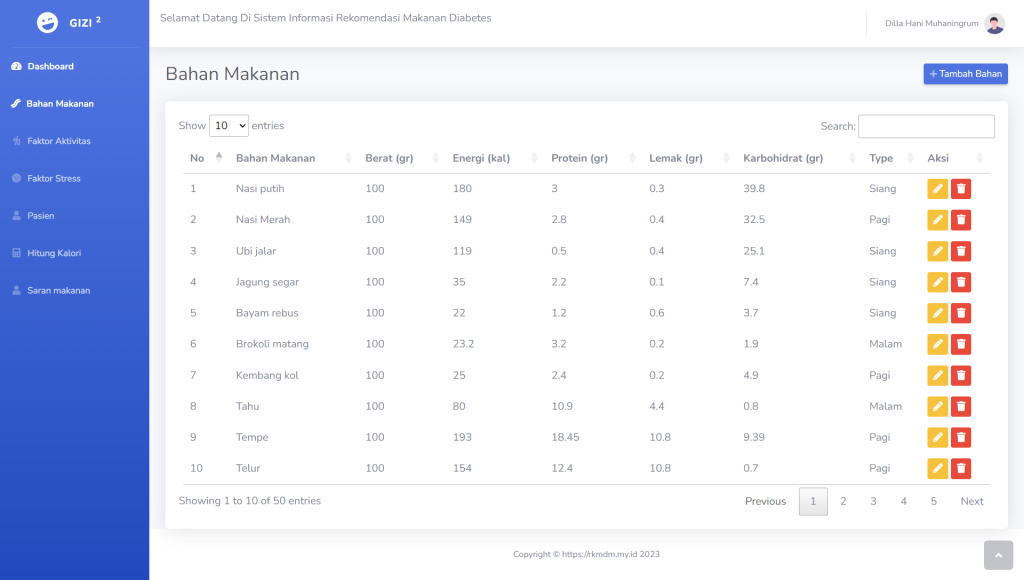 GIZI 2
Selamat Datang Di Sistem Informasi Rekomendasi Makanan Diabetes
Dilla Hani Muhaningrum
Dashboard
Bahan Makanan
Faktor Aktivitas
Faktor Stress
Pasien
Hitung Kalori
Saran makanan
Bahan Makanan
+ Tambah Bahan
Show 10 entries
Search:
No Bahan Makanan Berat (gr) Energi (kal) Protein (gr) Lemak (gr) Karbohidrat (gr) Type Aksi
1 Nasi putih 100 180 3 0.3 39.8 Siang
2 Nasi Merah 100 149 2.8 0.4 32.5 Pagi
3 Ubi jalar 100 119 0.5 0.4 25.1 Siang
4 Jagung segar 100 35 2.2 0.1 7.4 Siang
5 Bayam rebus 100 22 1.2 0.6 3.7 Siang
6 Brokoli matang 100 23.2 3.2 0.2 1.9 Malam
7 Kembang kol 100 25 2.4 0.2 4.9 Pagi
8 Tahu 100 80 10.9 4.4 0.8 Malam
9 Tempe 100 193 18.45 10.8 9.39 Pagi
10 Telur 100 154 12.4 10.8 0.7 Pagi
Showing 1 to 10 of 50 entries
Previous 1 2 3 4 5 Next
Copyright © https://rkmdm.my.id 2023